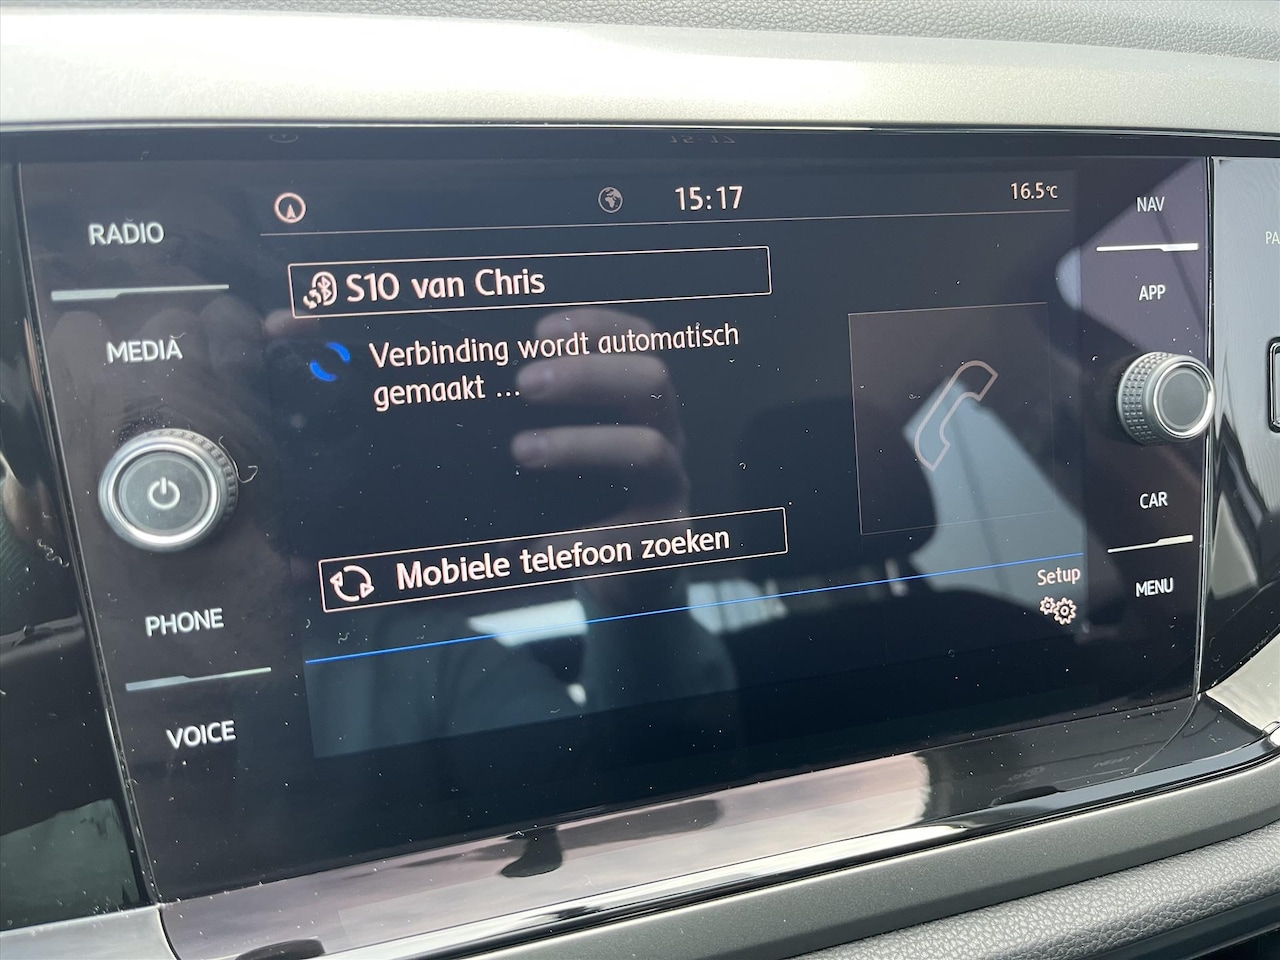 15:17
16.5°C
RADIO
MEDIA
PHONE
VOICE
S10 van Chris
Verbinding wordt automatisch
gemaakt ...
Mobiele telefoon zoeken
Setup
NAV
APP
CAR
MENU
PA